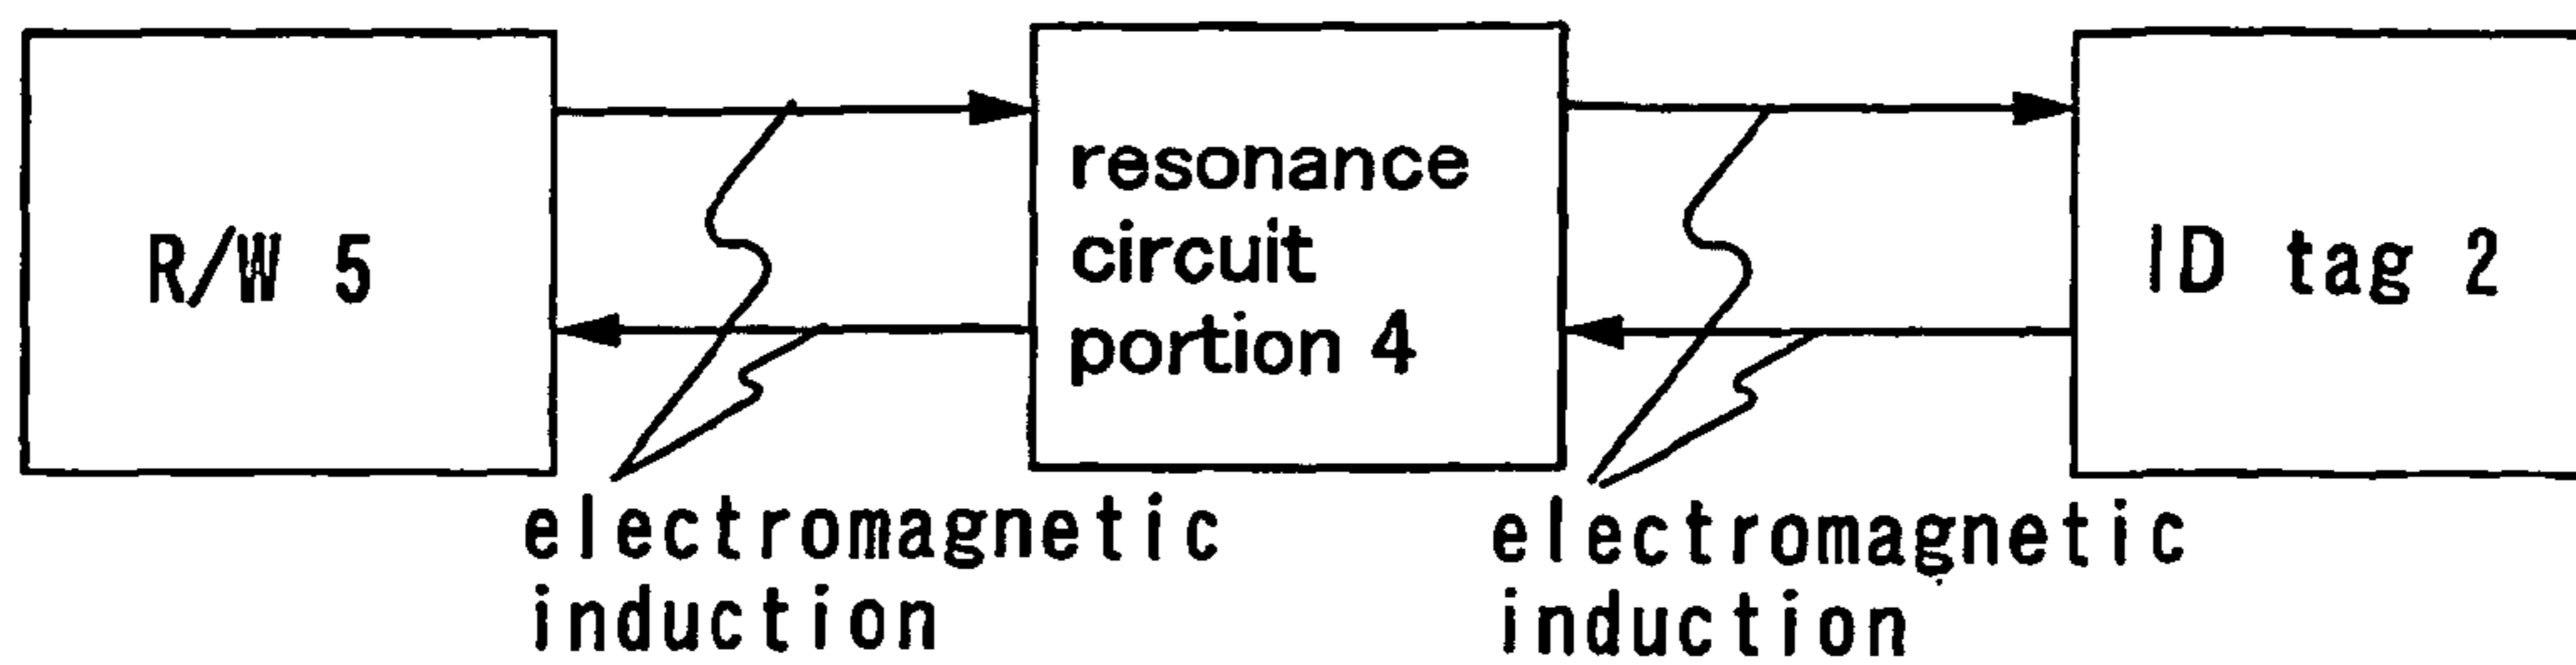 R/W 5
resonance
circuit
portion 4
ID tag 2
electromagnetic
induction
electromagnetic
induction